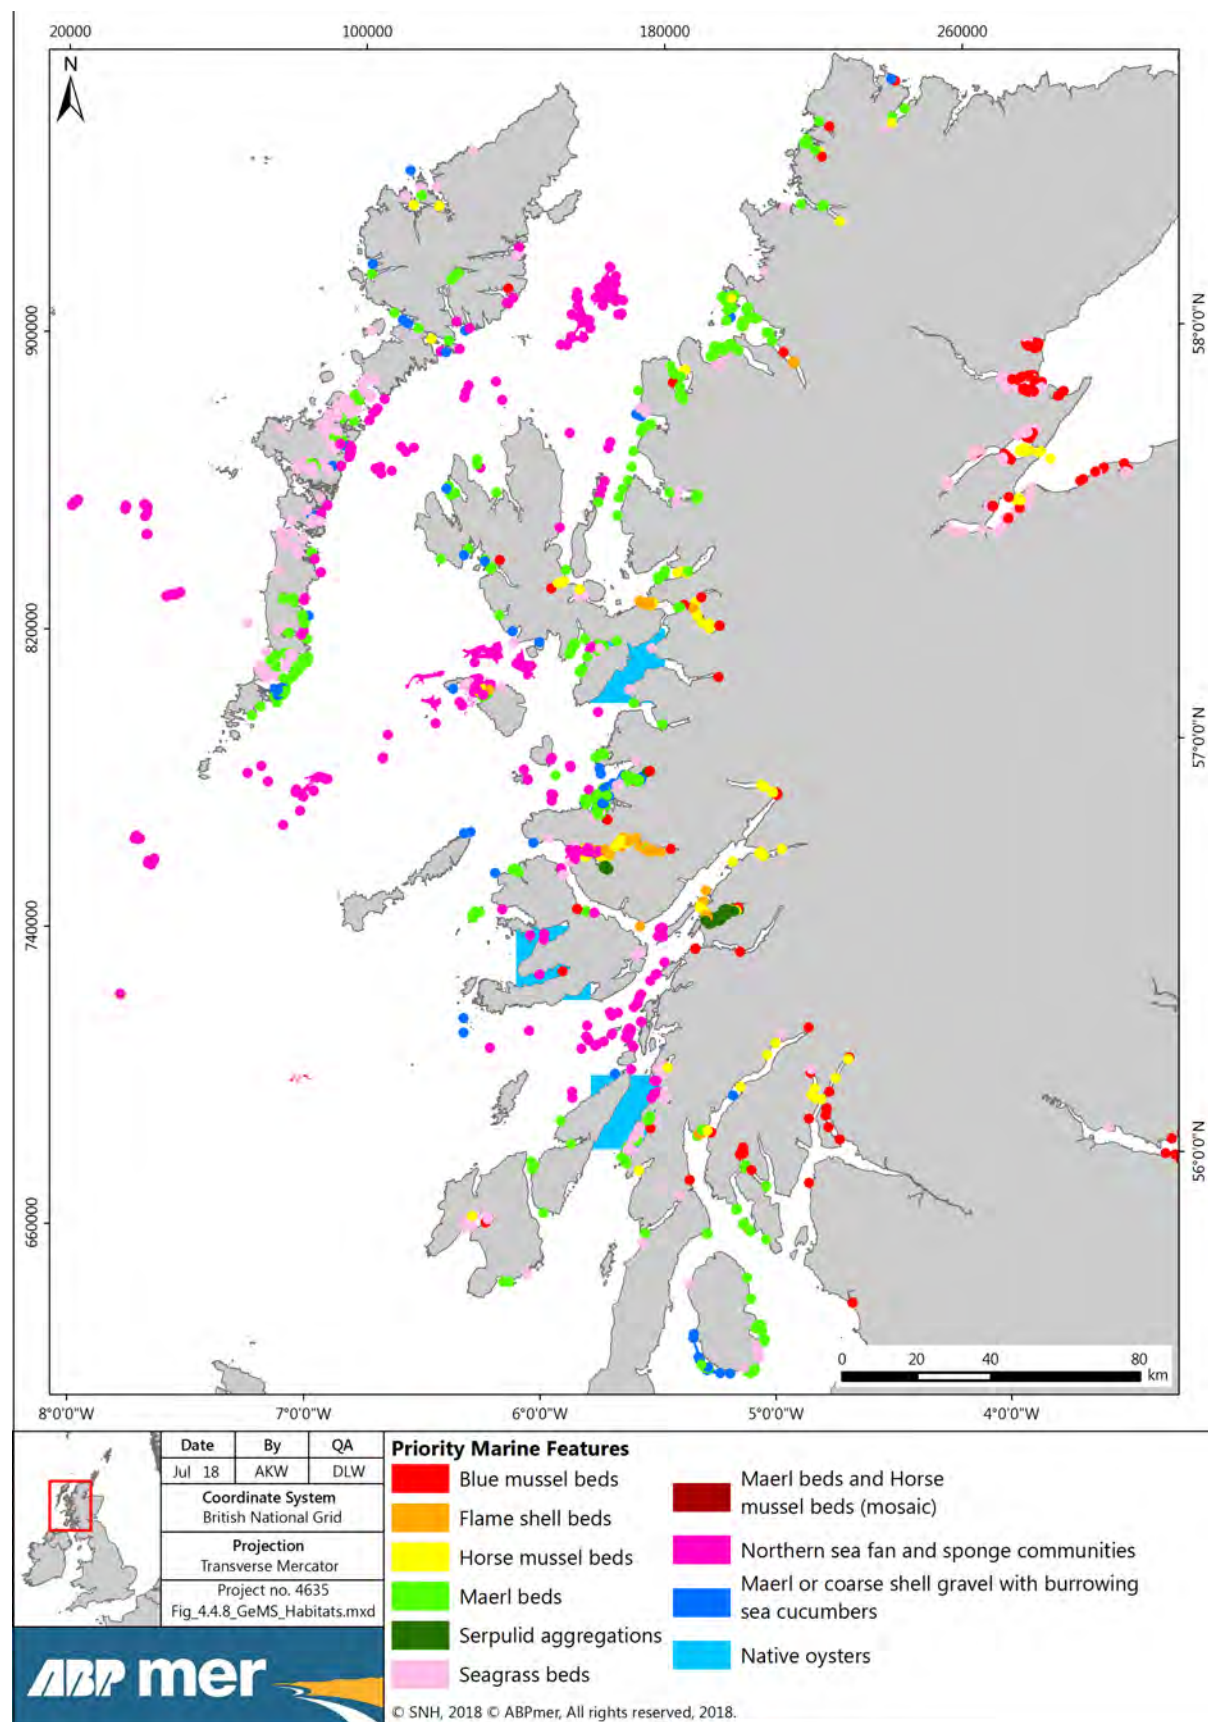 20000 100000 180000 260000
N
900000
58°0'0"N
820000
57°0'0"N
740000
56°0'0"N
660000
0 20 40 80
km
8°0'0"W 7°0'0"W 6°0'0"W 5°0'0"W 4°0'0"W
Date By QA
Jul 18 AKW DLW
Coordinate System
British National Grid
Projection
Transverse Mercator
Project no. 4635
Fig_4.4.8_GeMS_Habitats.mxd
ABPmer
Priority Marine Features
Blue mussel beds
Flame shell beds
Horse mussel beds
Maerl beds
Serpulid aggregations
Seagrass beds
Maerl beds and Horse
mussel beds (mosaic)
Northern sea fan and sponge communities
Maerl or coarse shell gravel with burrowing
sea cucumbers
Native oysters
© SNH, 2018 © ABPmer, All rights reserved, 2018.